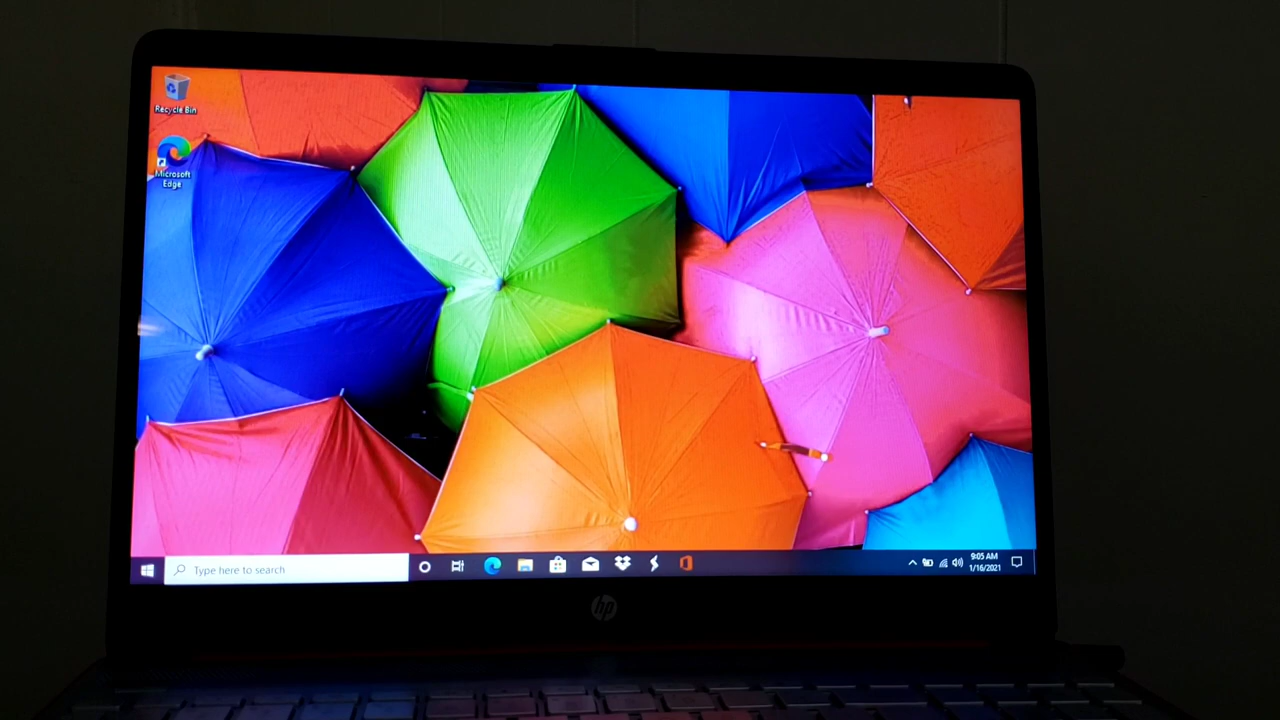 Recycle Bin
Microsoft
Edge
Type here to search
9:05 AM
1/16/2021
hp